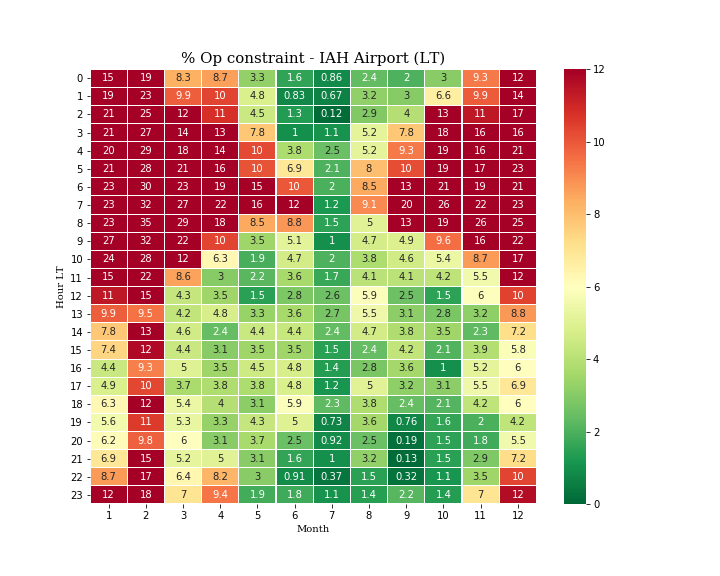 % Op constraint - IAH Airport (LT)
0 15 19 8.3 8.7 3.3 1.6 0.86 2.4 2 3 9.3 12
1 19 23 9.9 10 4.8 0.83 0.67 3.2 3 6.6 9.9 14
2 21 25 12 11 4.5 1.3 0.12 2.9 4 13 11 17
3 21 27 14 13 7.8 1 1.1 5.2 7.8 18 16 16
4 20 29 18 14 10 3.8 2.5 5.2 9.3 19 16 21
5 21 28 21 16 10 6.9 2.1 8 10 19 17 23
6 23 30 23 19 15 10 2 8.5 13 21 19 21
7 23 32 27 22 16 12 1.2 9.1 20 26 22 23
8 23 35 29 18 8.5 8.8 1.5 5 13 19 26 25
9 27 32 22 10 3.5 5.1 1 4.7 4.9 9.6 16 22
10 24 28 12 6.3 1.9 4.7 2 3.8 4.6 5.4 8.7 17
11 15 22 8.6 3 2.2 3.6 1.7 4.1 4.1 4.2 5.5 12
12 11 15 4.3 3.5 1.5 2.8 2.6 5.9 2.5 1.5 6 10
13 9.9 9.5 4.2 4.8 3.3 3.6 2.7 5.5 3.1 2.8 3.2 8.8
14 7.8 13 4.6 2.4 4.4 4.4 2.4 4.7 3.8 3.5 2.3 7.2
15 7.4 12 4.4 3.1 3.5 3.5 1.5 2.4 4.2 2.1 3.9 5.8
16 4.4 9.3 5 3.5 4.5 4.8 1.4 2.8 3.6 1 5.2 6
17 4.9 10 3.7 3.8 3.8 4.8 1.2 5 3.2 3.1 5.5 6.9
18 6.3 12 5.4 4 3.1 5.9 2.3 3.8 2.4 2.1 4.2 6
19 5.6 11 5.3 3.3 4.3 5 0.73 3.6 0.76 1.6 2 4.2
20 6.2 9.8 6 3.1 3.7 2.5 0.92 2.5 0.19 1.5 1.8 5.5
21 6.9 15 5.2 5 3.1 1.6 1 3.2 0.13 1.5 2.9 7.2
22 8.7 17 6.4 8.2 3 0.91 0.37 1.5 0.32 1.1 3.5 10
23 12 18 7 9.4 1.9 1.8 1.1 1.4 2.2 1.4 7 12
1 2 3 4 5 6 7 8 9 10 11 12
Month
Hour LT
12
10
8
6
4
2
0